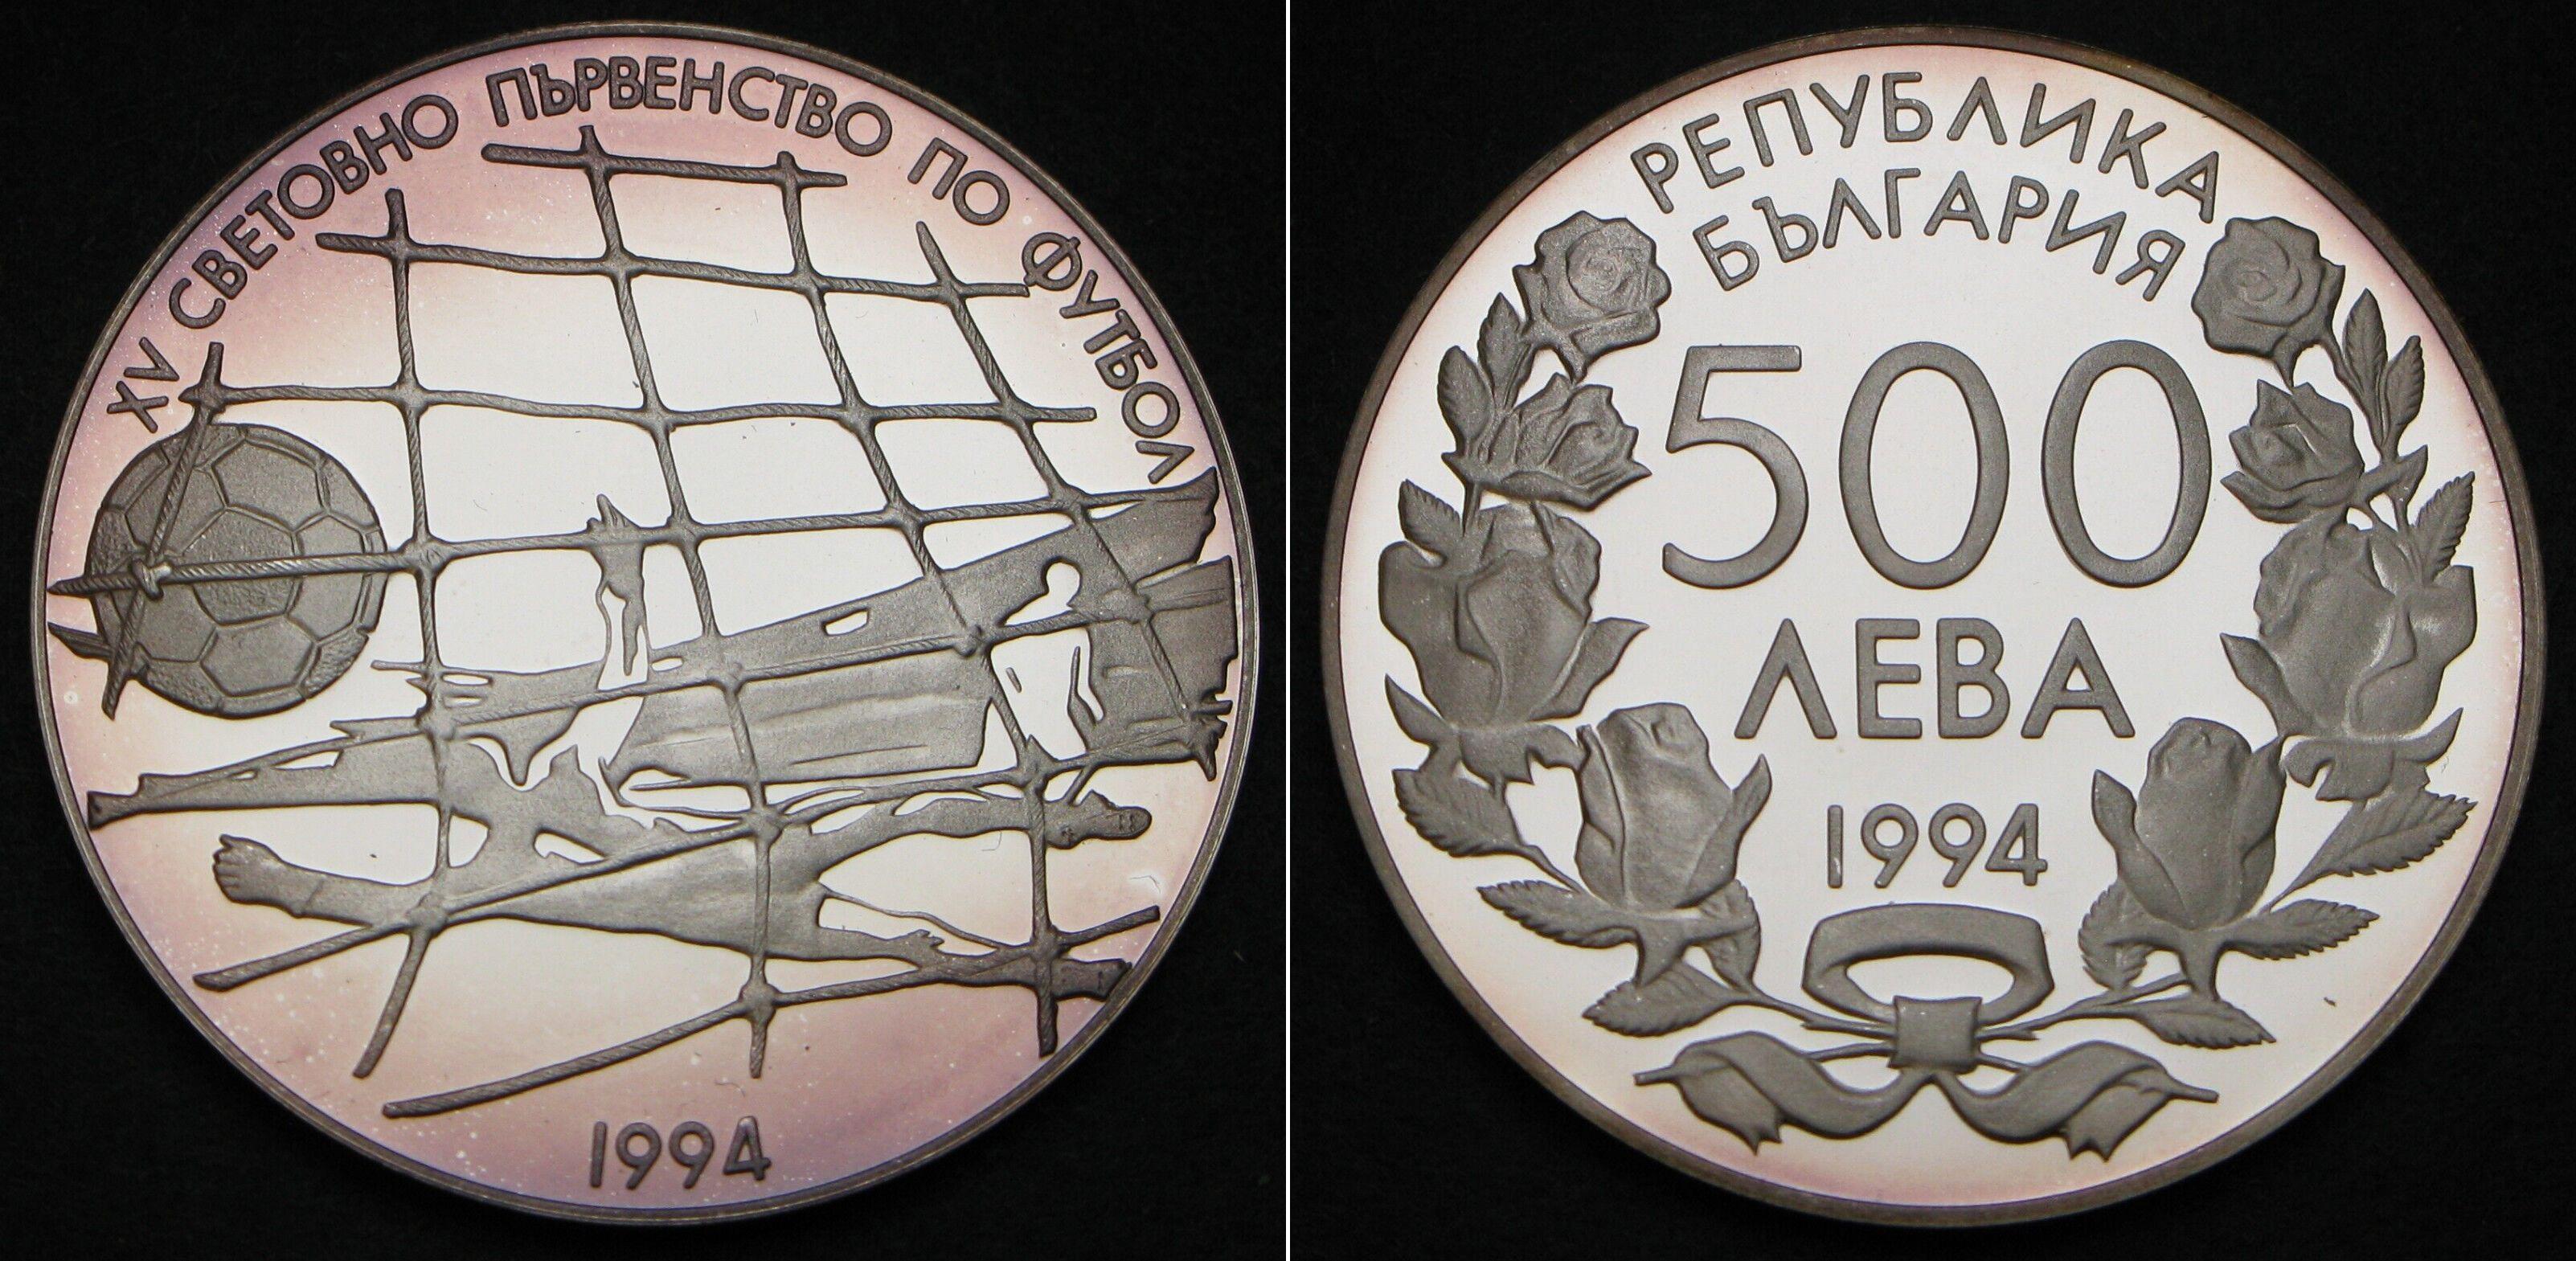 XV СВЕТОВНО ПЪРВЕНСТВО ПО ФУТБОЛ
1994
РЕПУБЛИКА
БЪЛГАРИЯ
500
ЛЕВА
1994